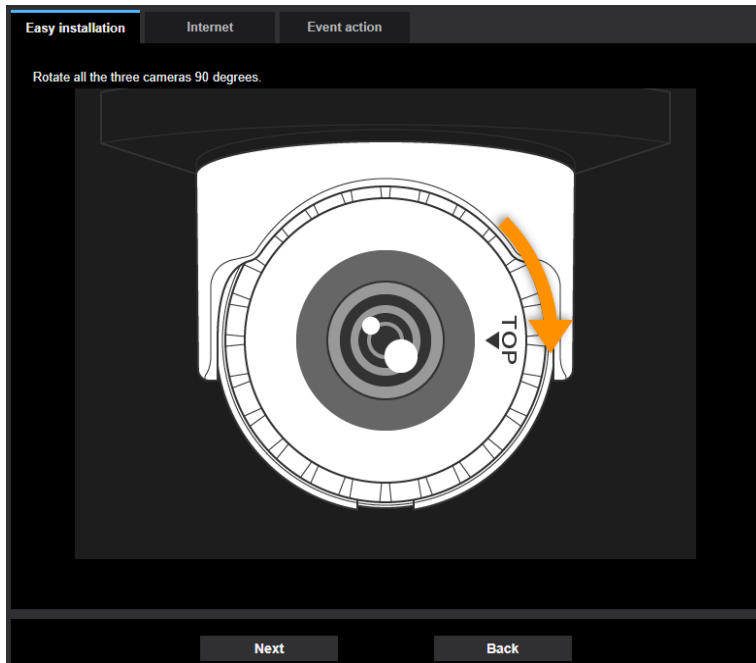 Easy installation
Internet
Event action
Rotate all the three cameras 90 degrees.
TOP
Next
Back